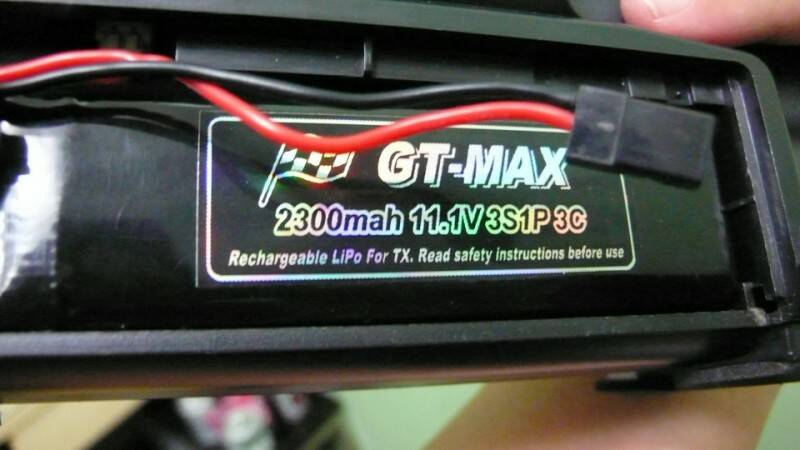 GT-MAX
2300mah 11.1V 3S1P 3C
Rechargeable LiPo For TX. Read safety instructions before use